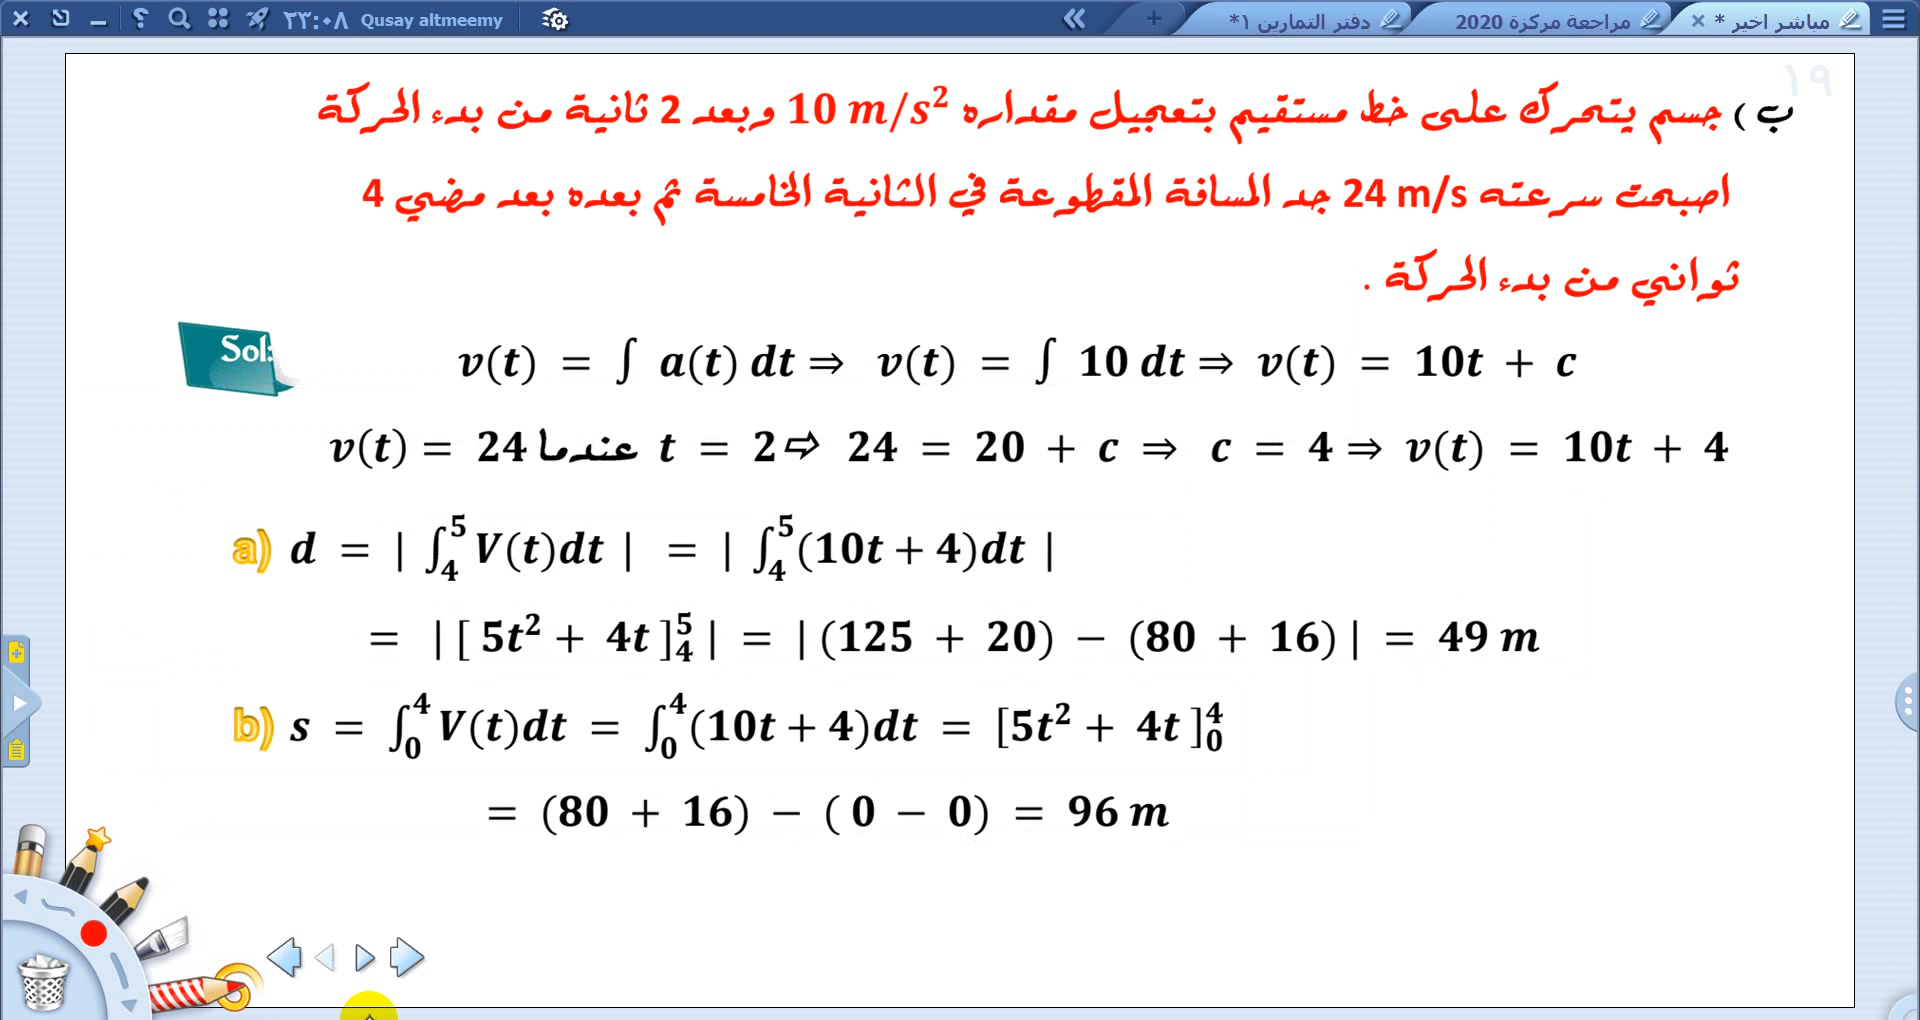 ٢٣:٠٨ Qusay altmeemy
دفتر التمارين ١*
مراجعة مركزة 2020
مباشر اخير *
١٩
ب ) جسم يتحرك على خط مستقيم بتعجيل مقداره 10 m/s² وبعد 2 ثانية من بدء الحركة
اصبحت سرعته 24 m/s جد المسافة المقطوعة في الثانية الخامسة ثم بعده بعد مضي 4
ثواني من بدء الحركة .
Sol:
v(t) = ∫ a(t) dt ⇒ v(t) = ∫ 10 dt ⇒ v(t) = 10t + c
v(t) = 24 عندما t = 2 ⇨ 24 = 20 + c ⇒ c = 4 ⇒ v(t) = 10t + 4
a) d = | ∫₄⁵ V(t)dt | = | ∫₄⁵ (10t + 4)dt |
= | [ 5t² + 4t ]₄⁵ | = | (125 + 20) − (80 + 16) | = 49 m
b) s = ∫₀⁴ V(t)dt = ∫₀⁴ (10t + 4)dt = [5t² + 4t ]₀⁴
= (80 + 16) − ( 0 − 0) = 96 m